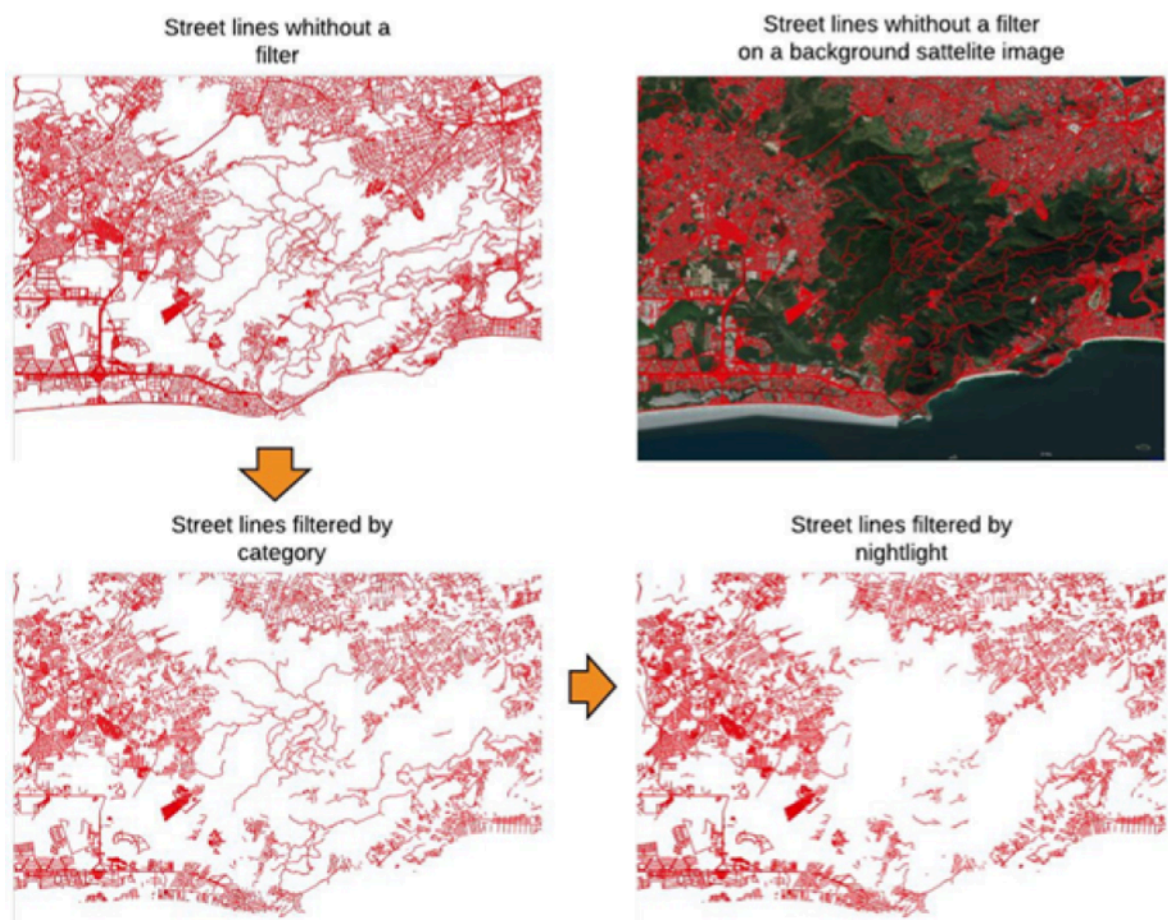 Street lines whithout a
filter
Street lines whithout a filter
on a background sattelite image
Street lines filtered by
category
Street lines filtered by
nightlight